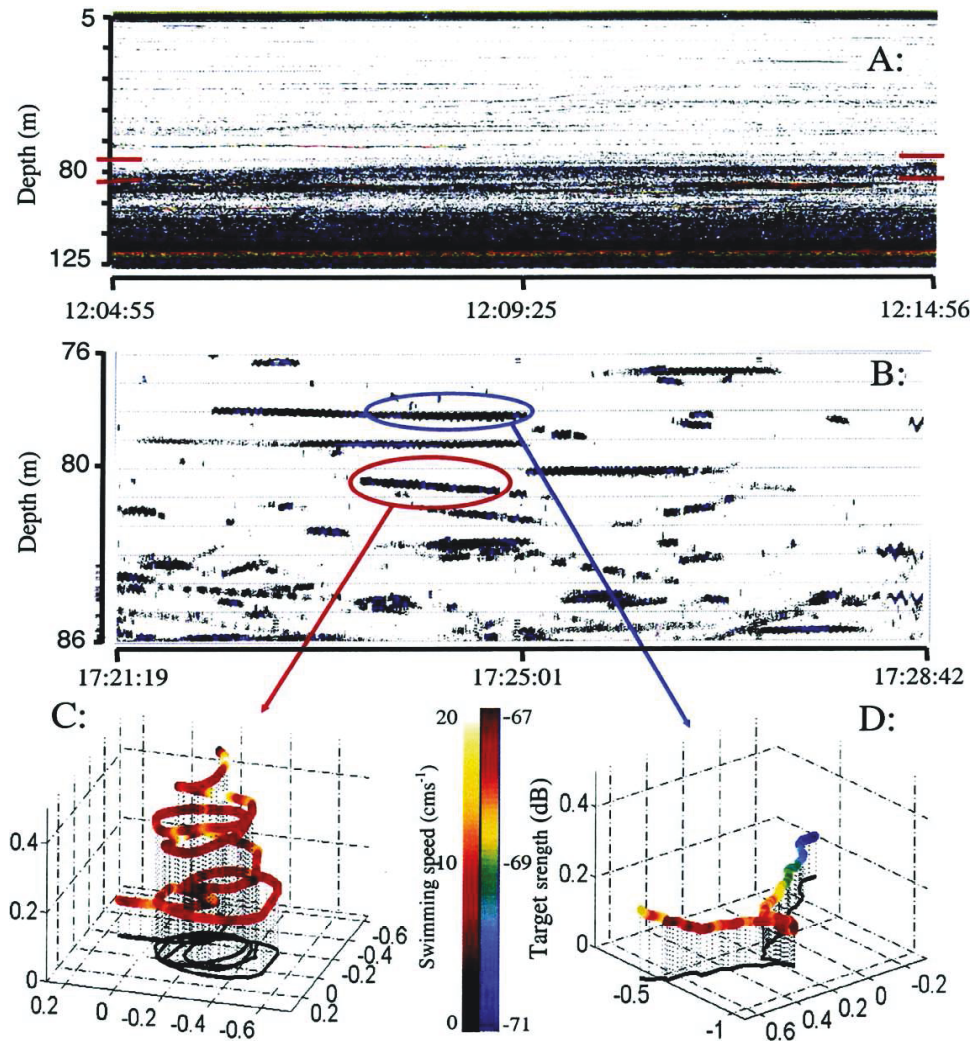 5
A:
Depth (m)
80
125
12:04:55 12:09:25 12:14:56
76
B:
Depth (m)
80
86
17:21:19 17:25:01 17:28:42
C:
0.4
0.2
0
0.2 0 -0.2 -0.4 -0.6
0.2 0 -0.2 -0.4 -0.6
Swimming speed (cms⁻¹)
20
10
0
-67
-69
-71
Target srength (dB)
D:
0.4
0.2
0
-0.5
-1
0.6 0.4 0.2 0 -0.2